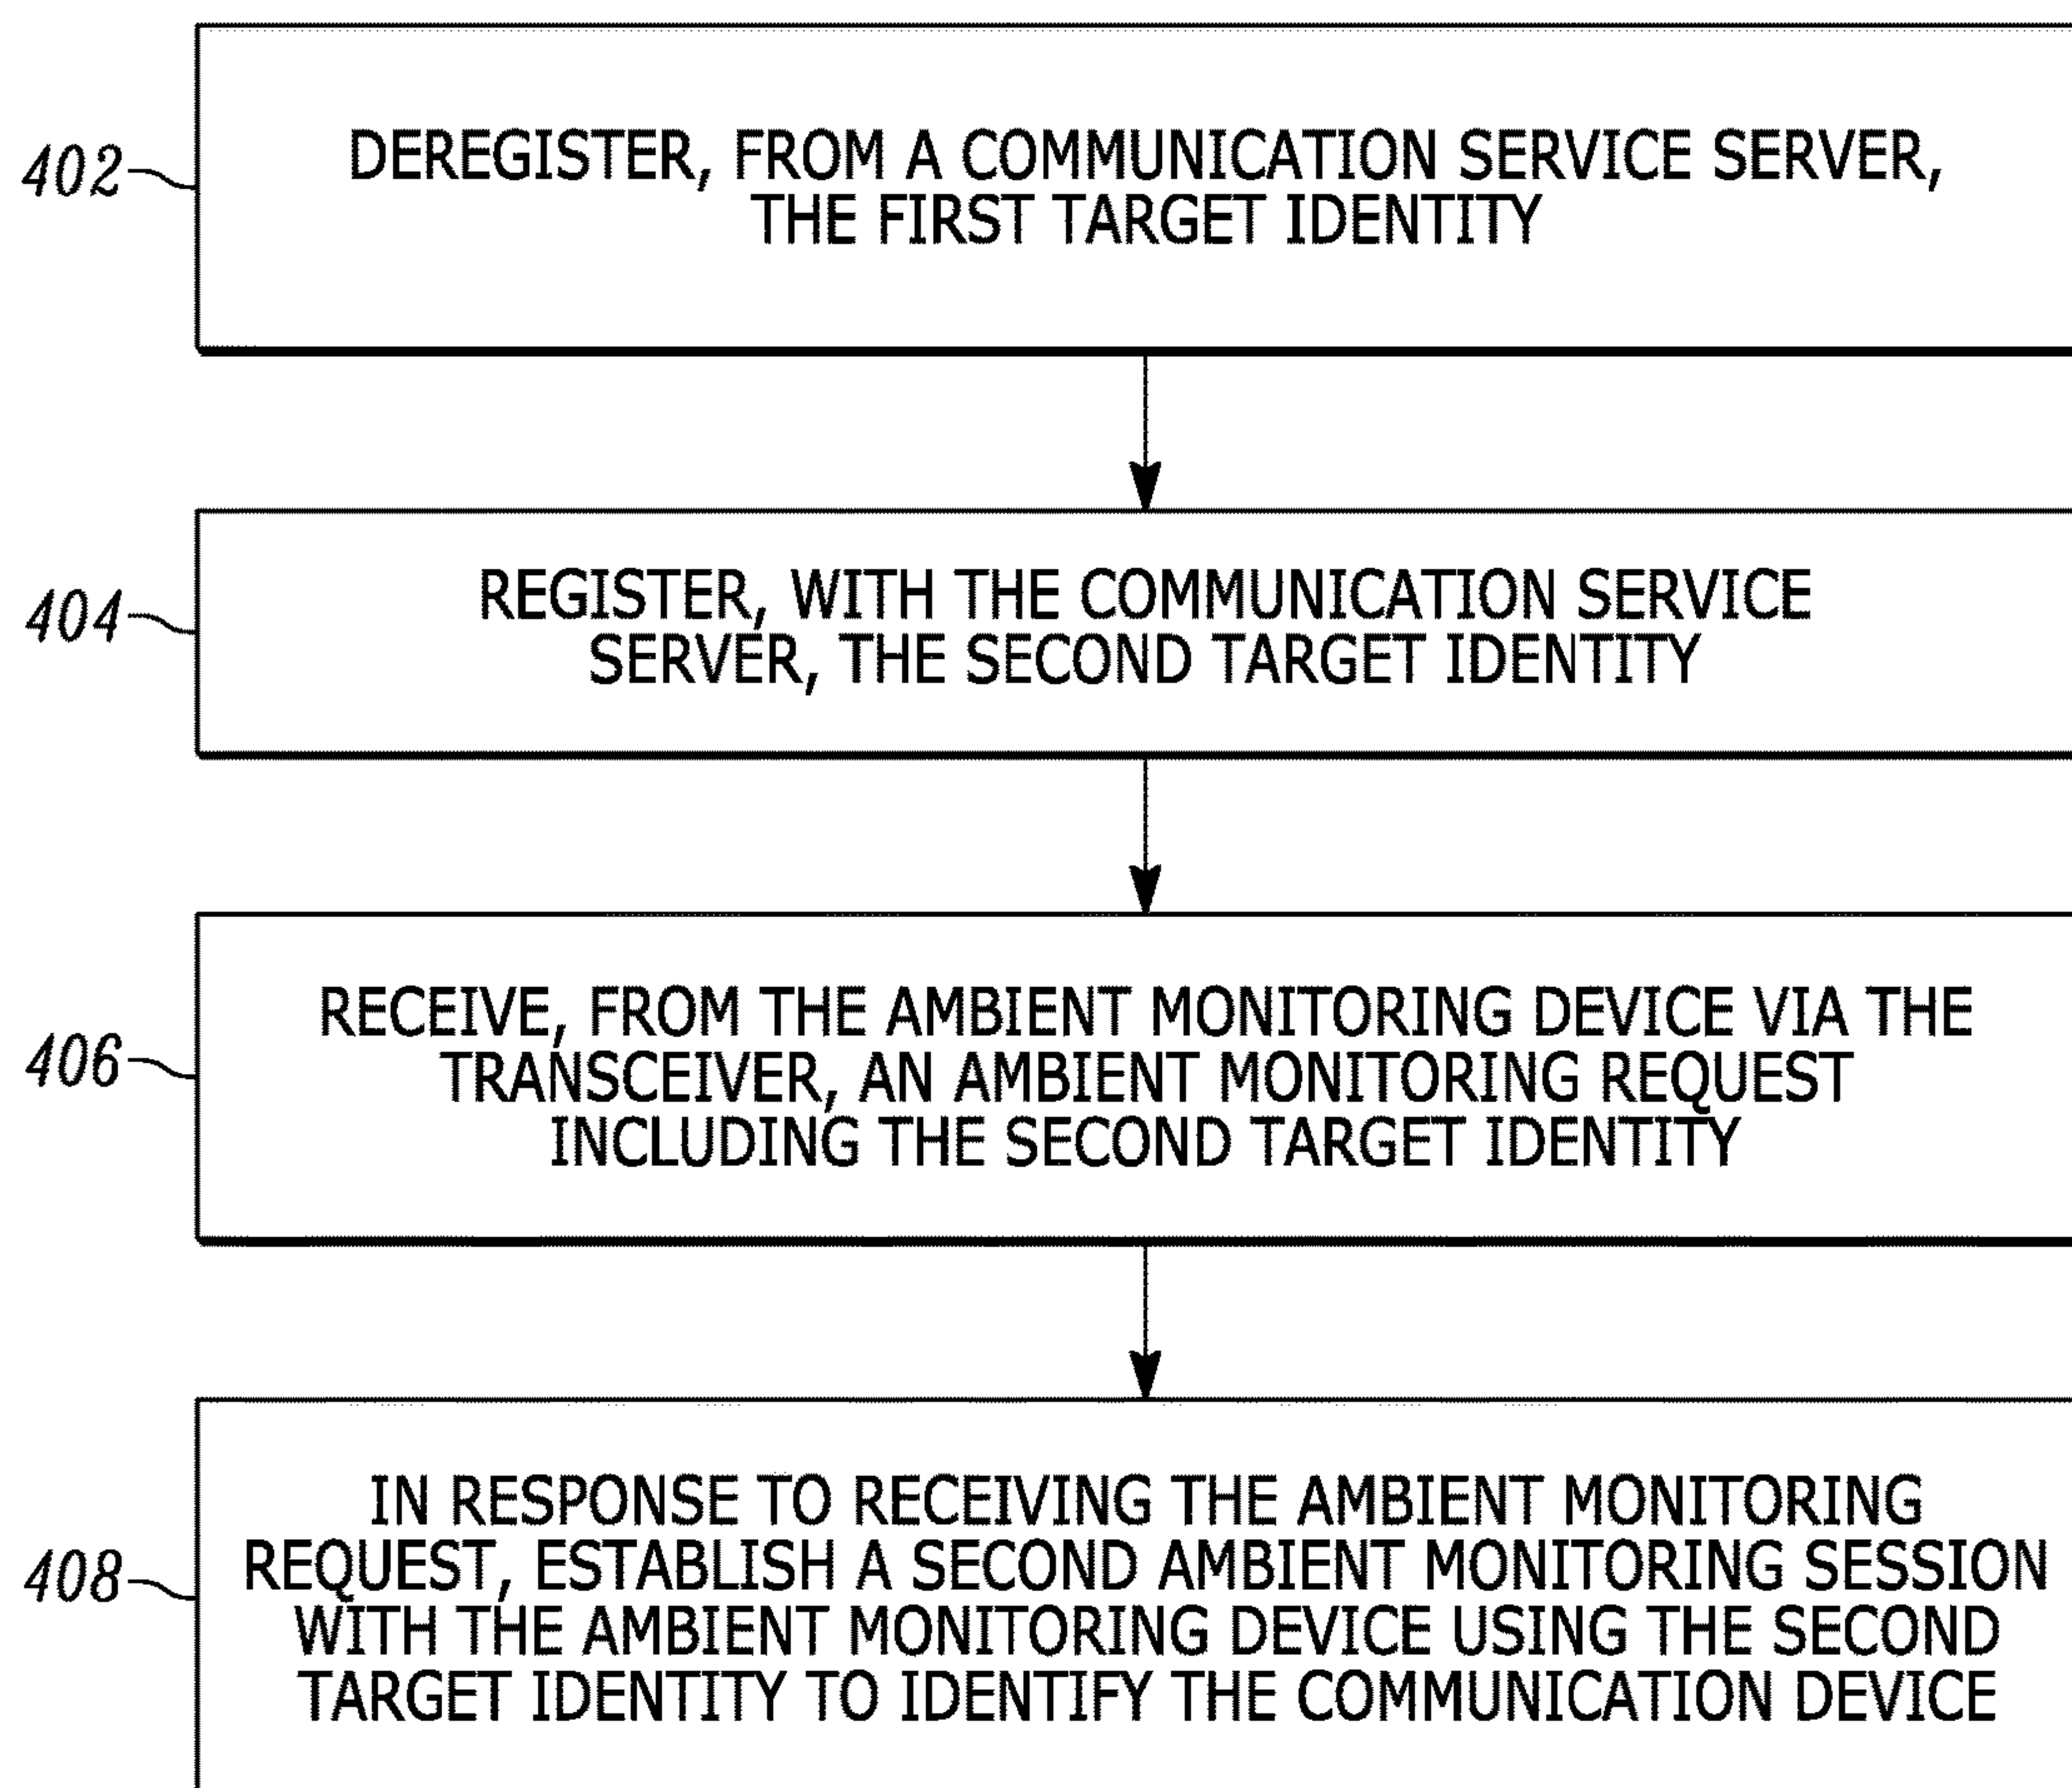 402
DEREGISTER, FROM A COMMUNICATION SERVICE SERVER,
THE FIRST TARGET IDENTITY
404
REGISTER, WITH THE COMMUNICATION SERVICE
SERVER, THE SECOND TARGET IDENTITY
406
RECEIVE, FROM THE AMBIENT MONITORING DEVICE VIA THE
TRANSCEIVER, AN AMBIENT MONITORING REQUEST
INCLUDING THE SECOND TARGET IDENTITY
408
IN RESPONSE TO RECEIVING THE AMBIENT MONITORING
REQUEST, ESTABLISH A SECOND AMBIENT MONITORING SESSION
WITH THE AMBIENT MONITORING DEVICE USING THE SECOND
TARGET IDENTITY TO IDENTIFY THE COMMUNICATION DEVICE